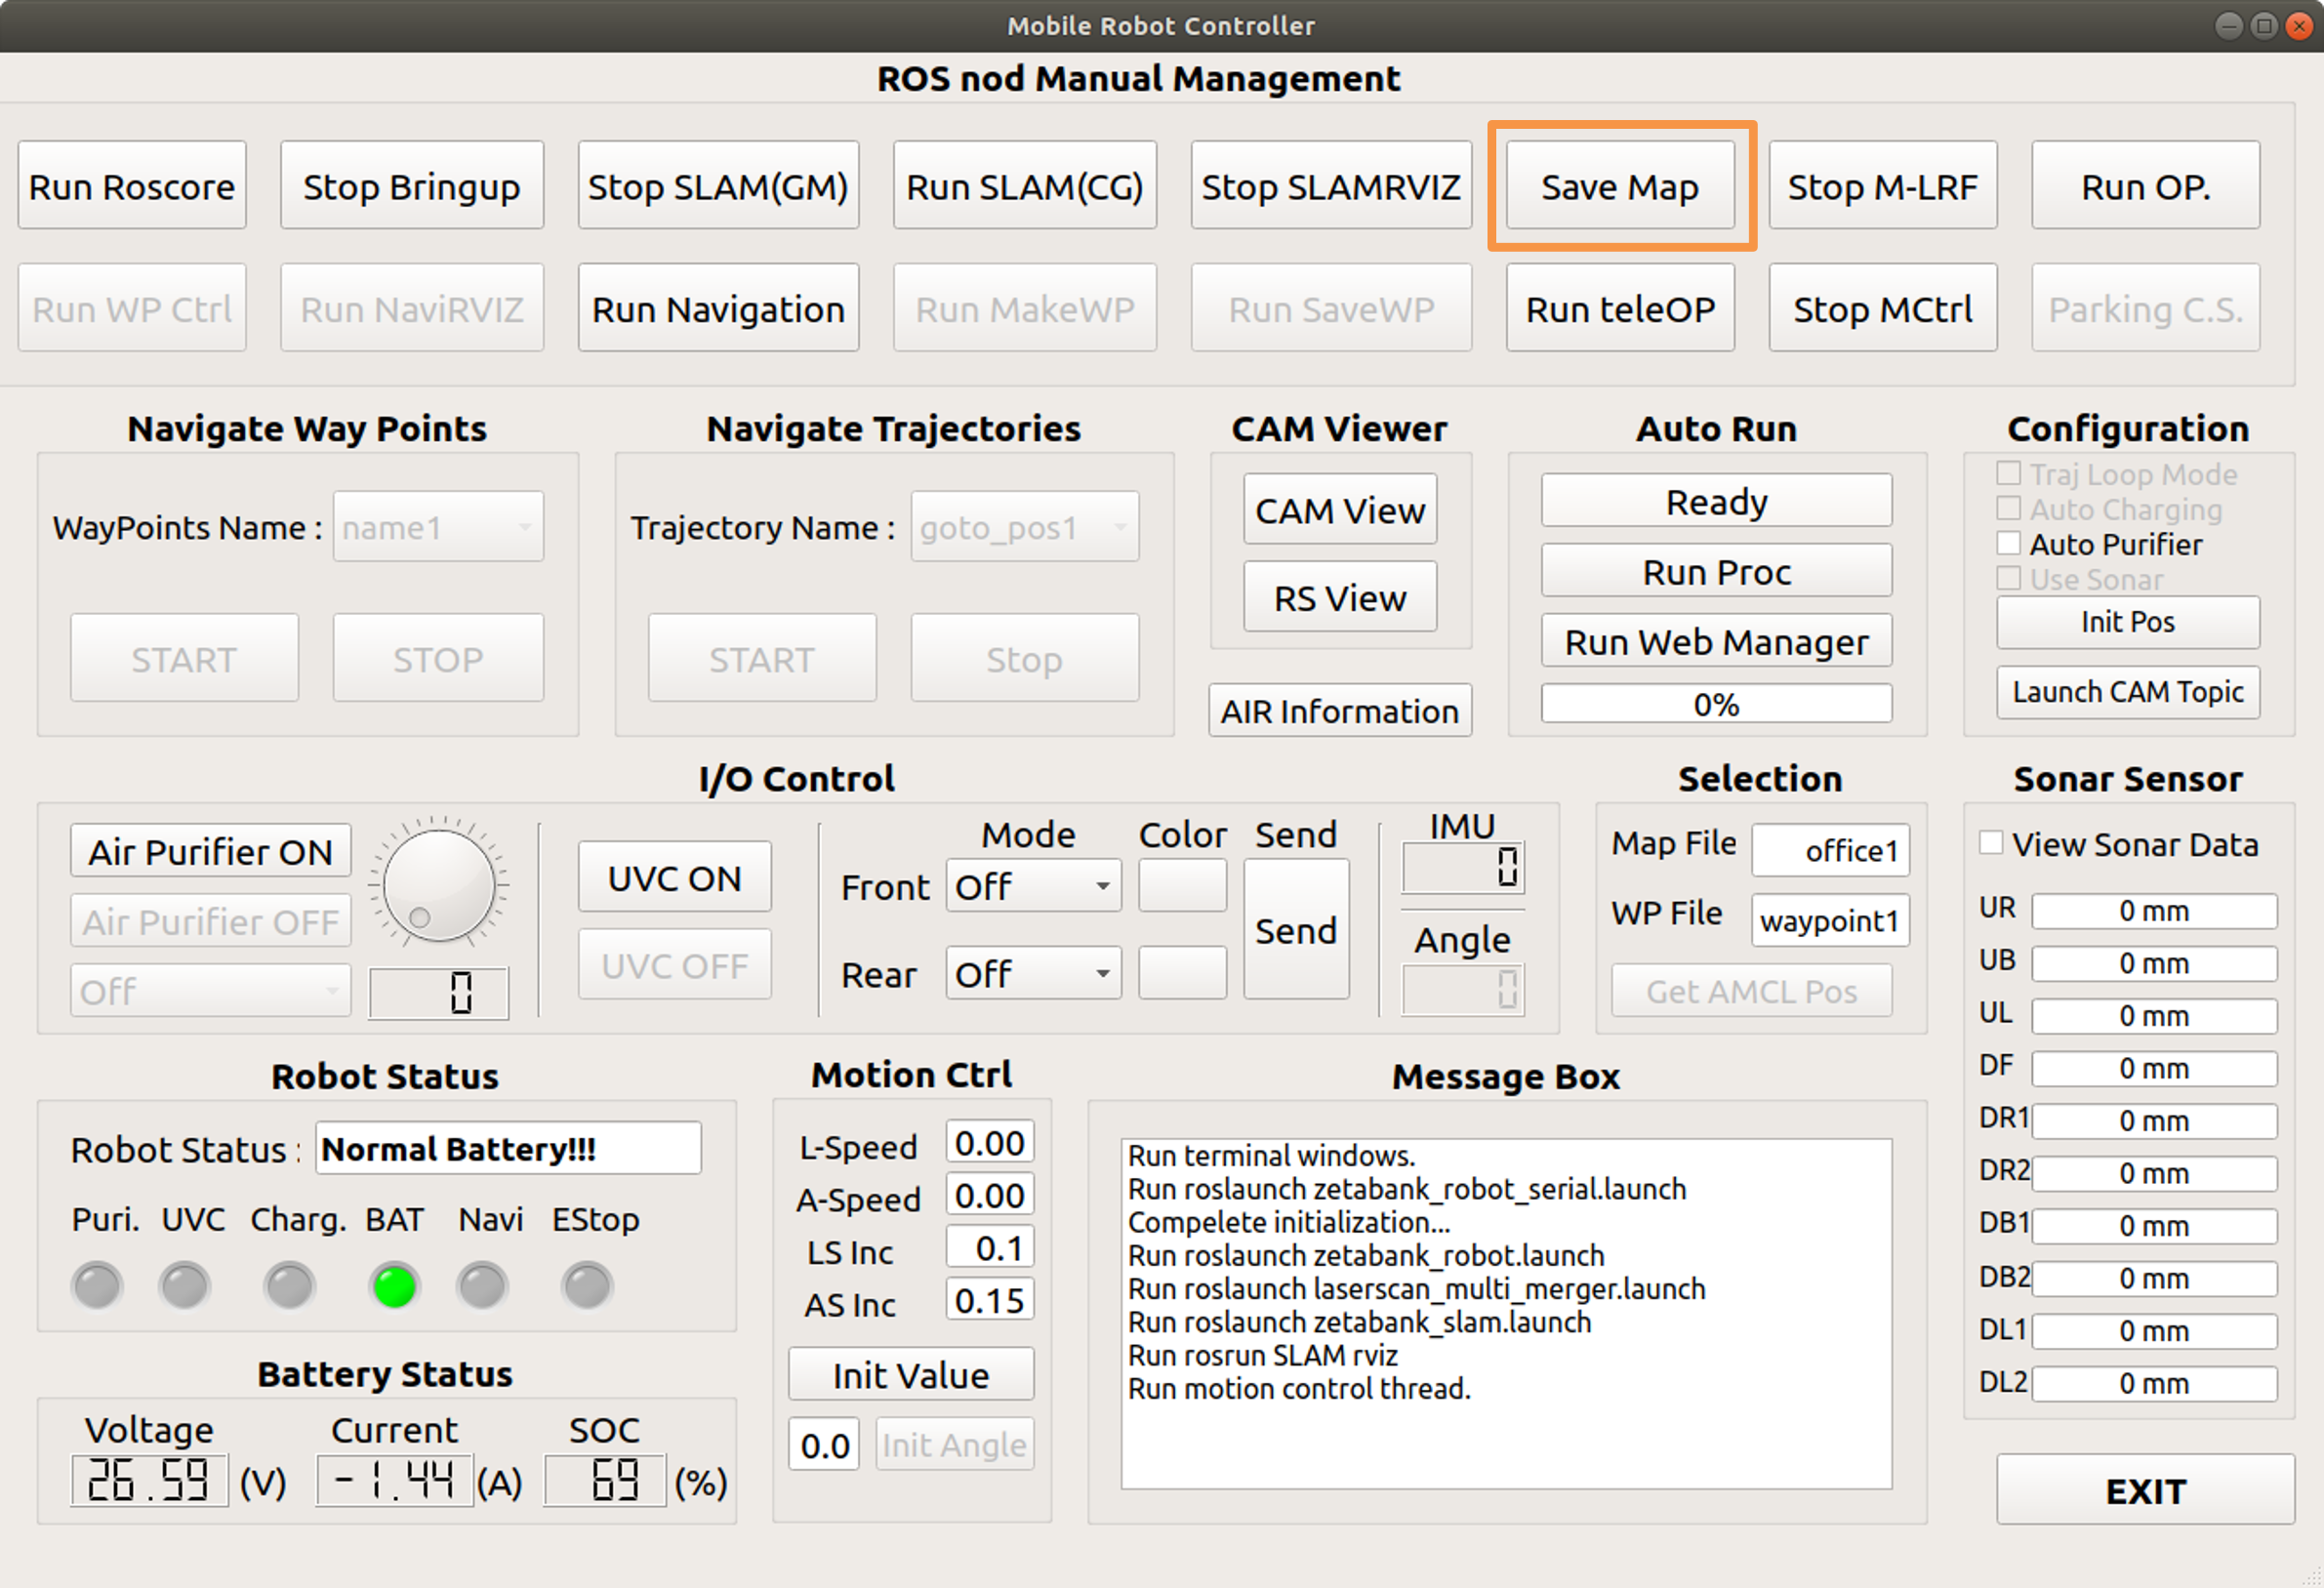 Mobile Robot Controller
ROS nod Manual Management
Run Roscore
Stop Bringup
Stop SLAM(GM)
Run SLAM(CG)
Stop SLAMRVIZ
Save Map
Stop M-LRF
Run OP.
Run WP Ctrl
Run NaviRVIZ
Run Navigation
Run MakeWP
Run SaveWP
Run teleOP
Stop MCtrl
Parking C.S.
Navigate Way Points
WayPoints Name :
name1
START
STOP
Navigate Trajectories
Trajectory Name :
goto_pos1
START
Stop
CAM Viewer
CAM View
RS View
AIR Information
Auto Run
Ready
Run Proc
Run Web Manager
0%
Configuration
Traj Loop Mode
Auto Charging
Auto Purifier
Use Sonar
Init Pos
Launch CAM Topic
I/O Control
Air Purifier ON
Air Purifier OFF
Off
0
UVC ON
UVC OFF
Mode Color Send
Front
Off
Rear
Off
Send
IMU
0
Angle
0
Selection
Map File
office1
WP File
waypoint1
Get AMCL Pos
Sonar Sensor
View Sonar Data
UR 0 mm
UB 0 mm
UL 0 mm
DF 0 mm
DR1 0 mm
DR2 0 mm
DB1 0 mm
DB2 0 mm
DL1 0 mm
DL2 0 mm
Robot Status
Robot Status : Normal Battery!!!
Puri. UVC Charg. BAT Navi EStop
Battery Status
Voltage Current SOC
26.59 (V) -1.44 (A) 69 (%)
Motion Ctrl
L-Speed 0.00
A-Speed 0.00
LS Inc 0.1
AS Inc 0.15
Init Value
0.0 Init Angle
Message Box
Run terminal windows.
Run roslaunch zetabank_robot_serial.launch
Compelete initialization...
Run roslaunch zetabank_robot.launch
Run roslaunch laserscan_multi_merger.launch
Run roslaunch zetabank_slam.launch
Run rosrun SLAM rviz
Run motion control thread.
EXIT